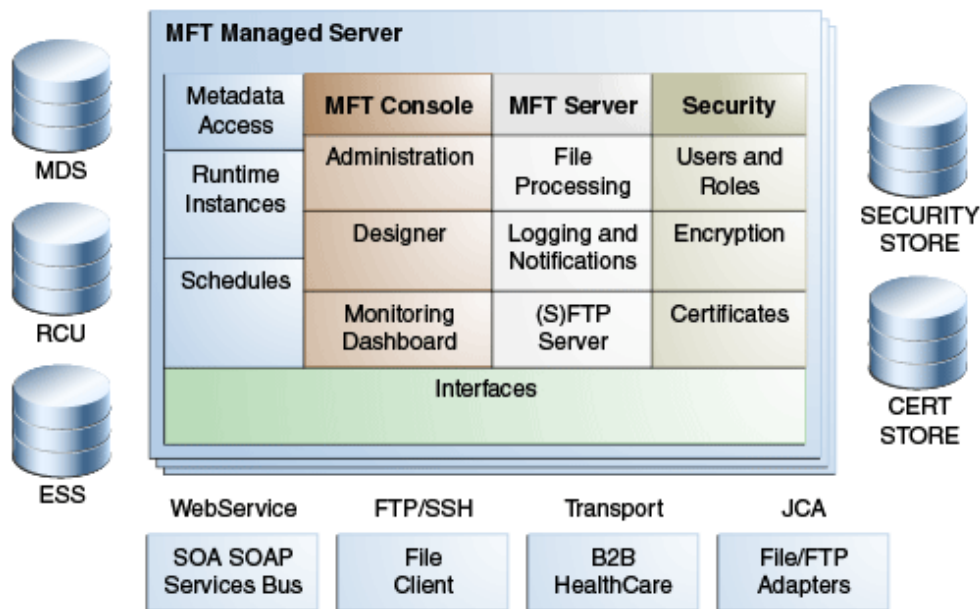 MFT Managed Server
Metadata
Access
MFT Console
MFT Server
Security
Runtime
Instances
Administration
File
Processing
Users and
Roles
Schedules
Designer
Logging and
Notifications
Encryption
Monitoring
Dashboard
(S)FTP
Server
Certificates
Interfaces
MDS
RCU
ESS
SECURITY
STORE
CERT
STORE
WebService
FTP/SSH
Transport
JCA
SOA SOAP
Services Bus
File
Client
B2B
HealthCare
File/FTP
Adapters